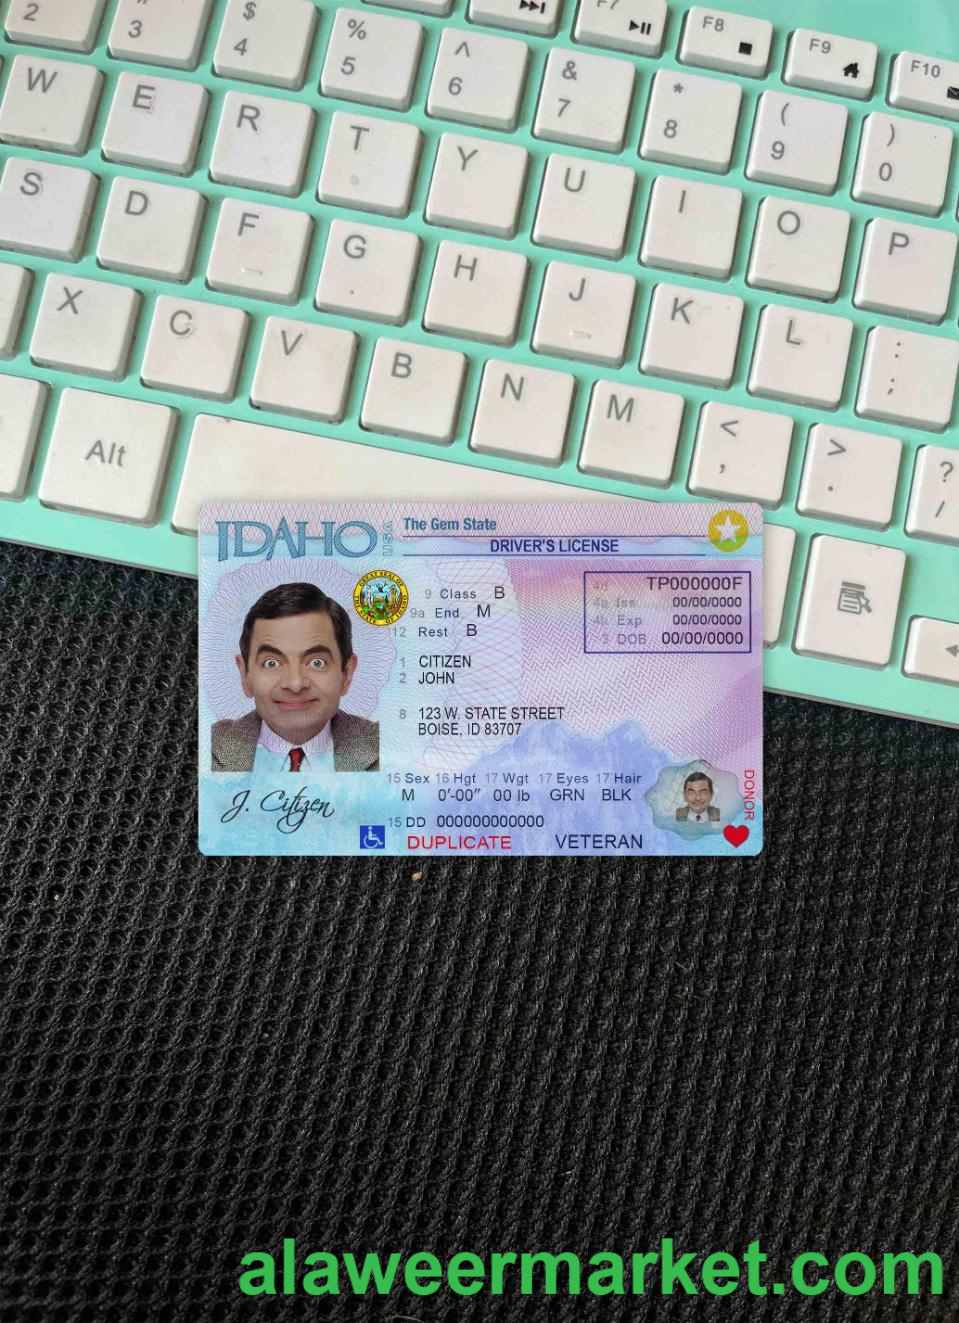 2 # 3 $ 4 % 5 ^ 6 & 7 * 8 ( 9 ) 0
F7 F8 F9 F10
W E R T Y U I O P
S D F G H J K L : ;
X C V B N M < , > . ? /
Alt
IDAHO USA
The Gem State
DRIVER'S LICENSE
4d TP000000F
4a Iss 00/00/0000
4b Exp 00/00/0000
3 DOB 00/00/0000
9 Class B
9a End M
12 Rest B
1 CITIZEN
2 JOHN
8 123 W. STATE STREET
BOISE, ID 83707
15 Sex 16 Hgt 17 Wgt 17 Eyes 17 Hair
M 0'-00" 00 lb GRN BLK
J. Citizen
15 DD 000000000000
DUPLICATE VETERAN
DONOR
alaweermarket.com